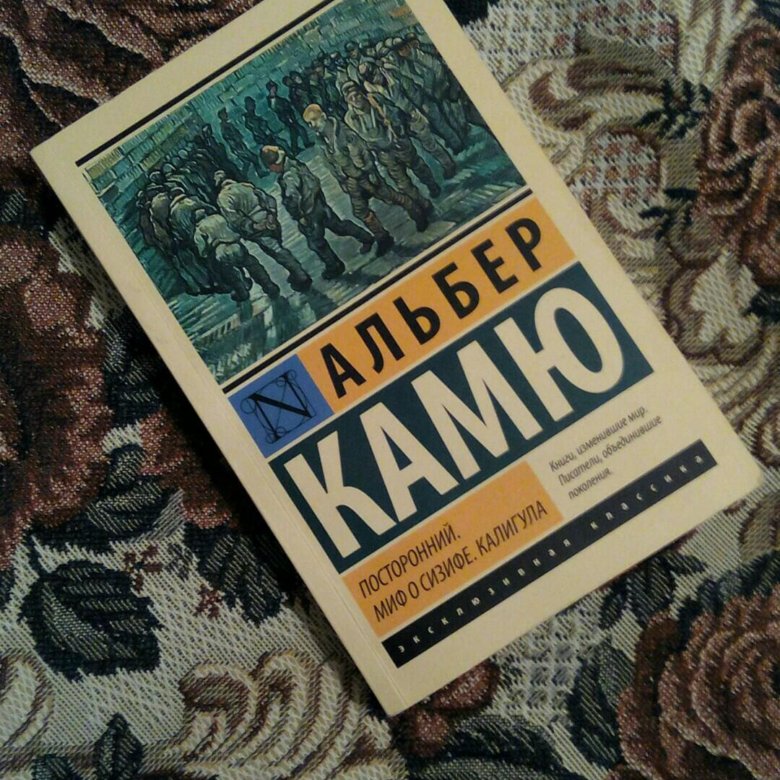 АЛЬБЕР
КАМЮ
ПОСТОРОННИЙ.
МИФ О СИЗИФЕ. КАЛИГУЛА
Книги, изменившие мир.
Писатели, объединившие
поколения.
ЭКСКЛЮЗИВНАЯ КЛАССИКА